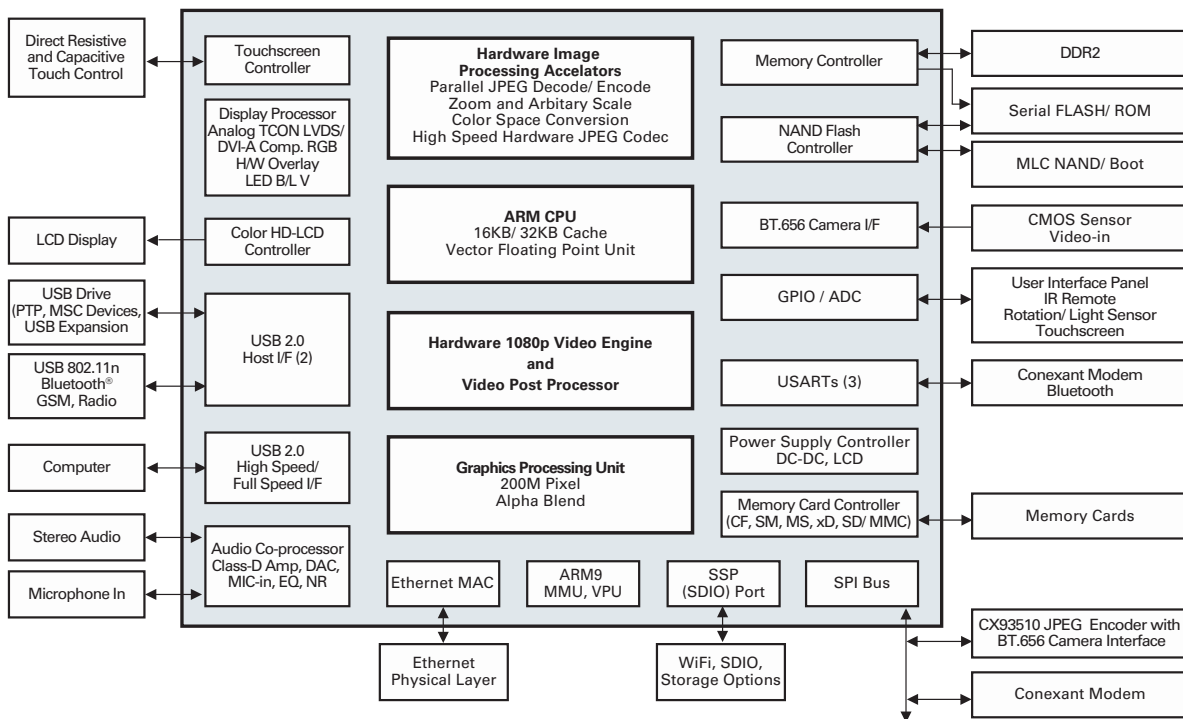 Direct Resistive
and Capacitive
Touch Control
LCD Display
USB Drive
(PTP, MSC Devices,
USB Expansion
USB 802.11n
Bluetooth®
GSM, Radio
Computer
Stereo Audio
Microphone In
Touchscreen
Controller
Display Processor
Analog TCON LVDS/
DVI-A Comp. RGB
H/W Overlay
LED B/L V
Color HD-LCD
Controller
USB 2.0
Host I/F (2)
USB 2.0
High Speed/
Full Speed I/F
Audio Co-processor
Class-D Amp, DAC,
MIC-in, EQ, NR
Hardware Image
Processing Accelators
Parallel JPEG Decode/ Encode
Zoom and Arbitary Scale
Color Space Conversion
High Speed Hardware JPEG Codec
ARM CPU
16KB/ 32KB Cache
Vector Floating Point Unit
Hardware 1080p Video Engine
and
Video Post Processor
Graphics Processing Unit
200M Pixel
Alpha Blend
Ethernet MAC
ARM9
MMU, VPU
SSP
(SDIO) Port
SPI Bus
Memory Controller
NAND Flash
Controller
BT.656 Camera I/F
GPIO / ADC
USARTs (3)
Power Supply Controller
DC-DC, LCD
Memory Card Controller
(CF, SM, MS, xD, SD/ MMC)
DDR2
Serial FLASH/ ROM
MLC NAND/ Boot
CMOS Sensor
Video-in
User Interface Panel
IR Remote
Rotation/ Light Sensor
Touchscreen
Conexant Modem
Bluetooth
Memory Cards
CX93510 JPEG Encoder with
BT.656 Camera Interface
Conexant Modem
Ethernet
Physical Layer
WiFi, SDIO,
Storage Options